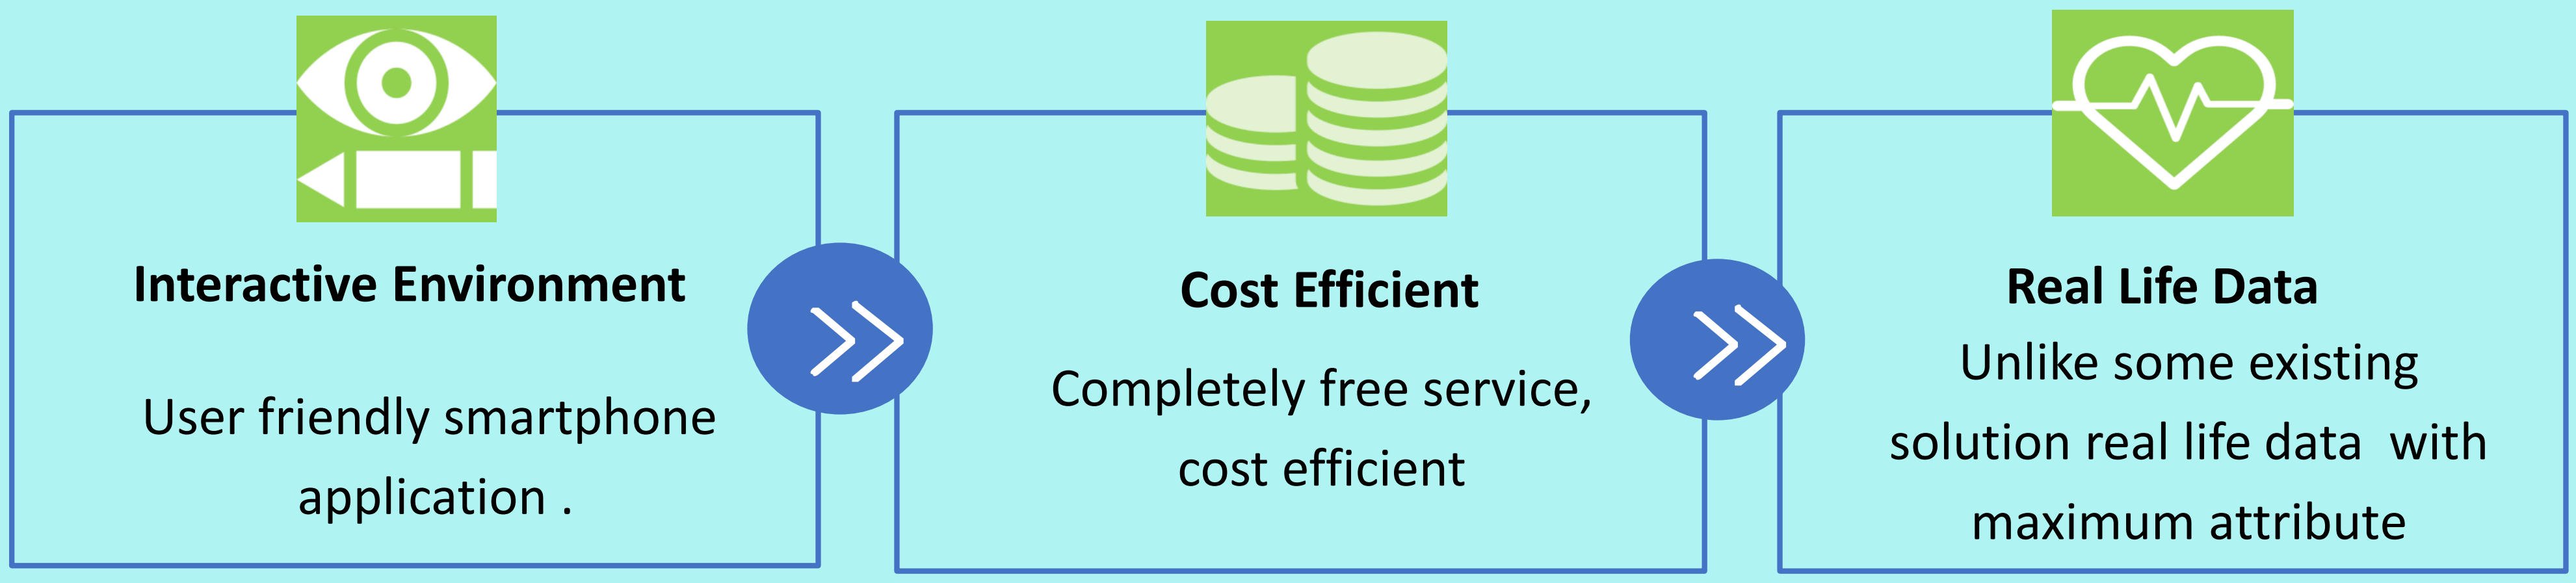 Interactive Environment
User friendly smartphone
application .
Cost Efficient
Completely free service,
cost efficient
Real Life Data
Unlike some existing
solution real life data  with
maximum attribute